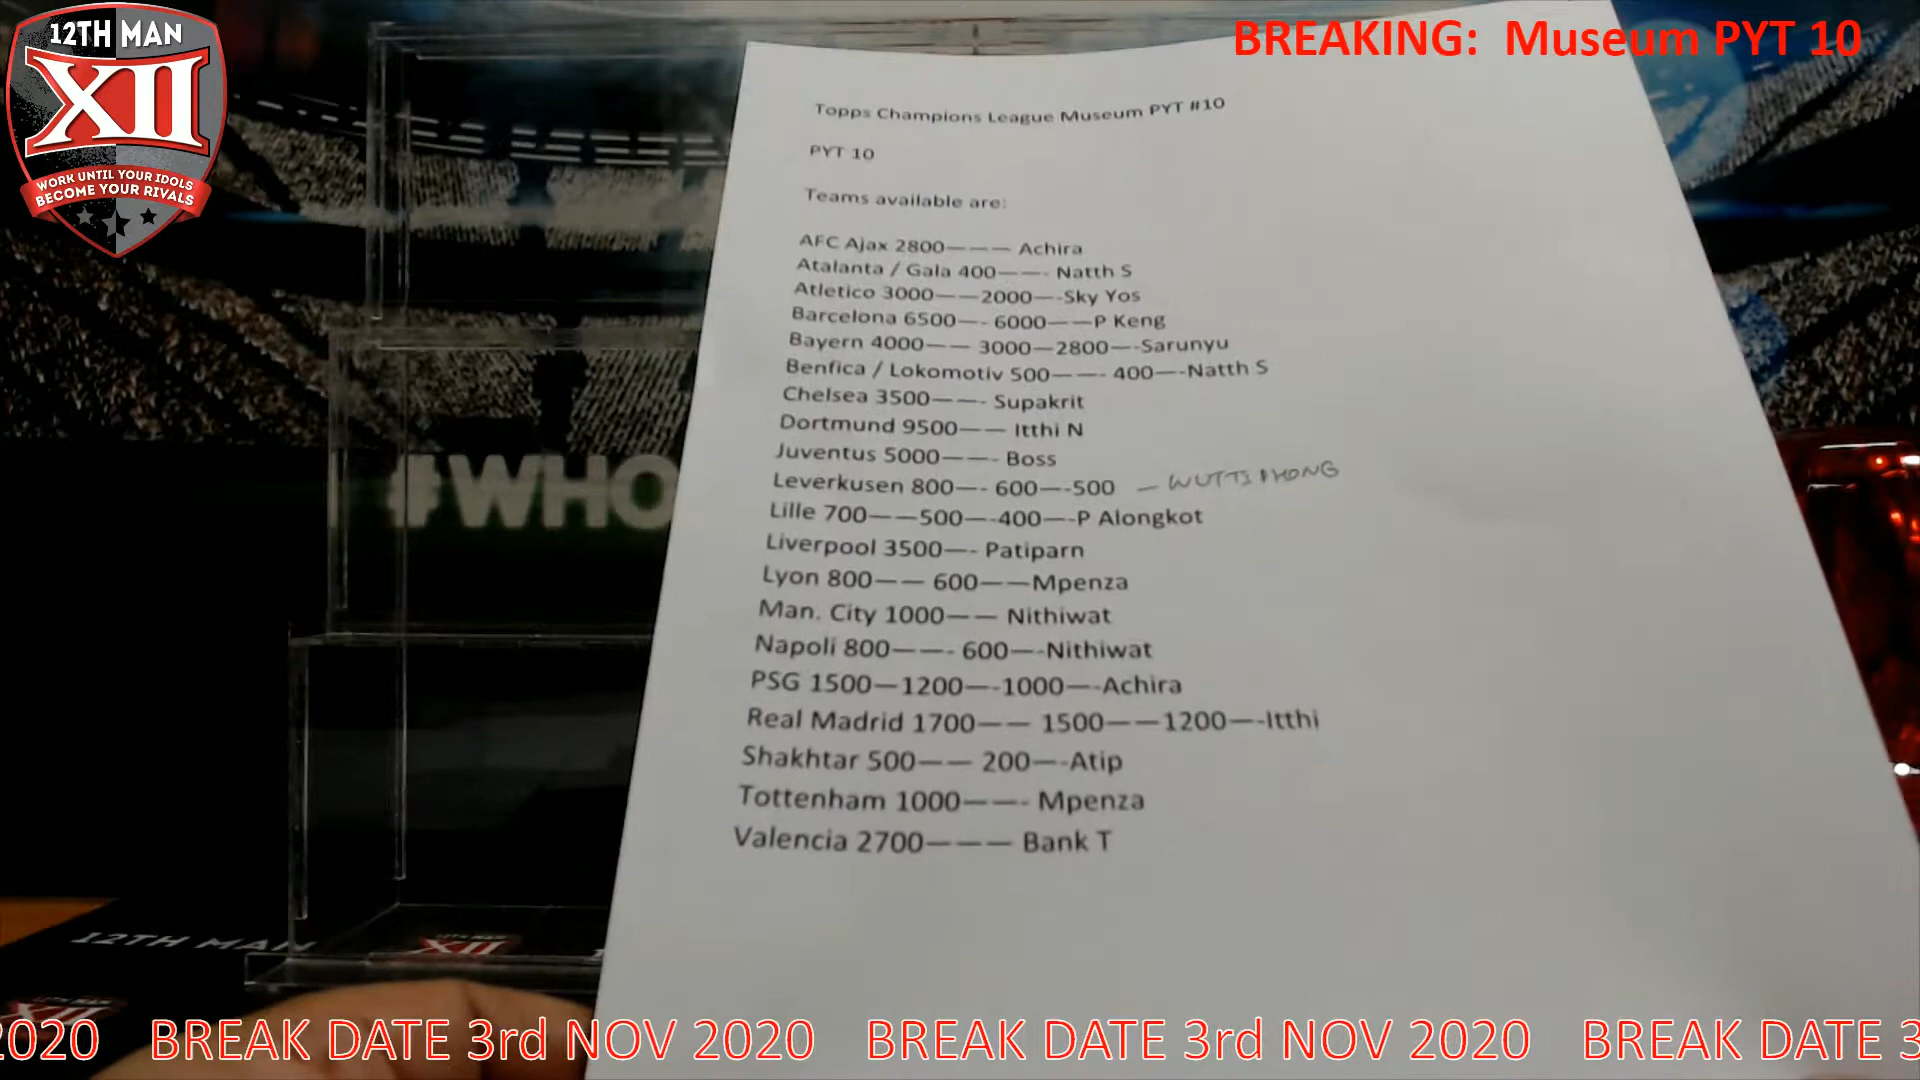 12TH MAN
XII
WORK UNTIL YOUR IDOLS
BECOME YOUR RIVALS
BREAKING: Museum PYT 10
Topps Champions League Museum PYT #10
PYT 10
Teams available are:
AFC Ajax 2800——— Achira
Atalanta / Gala 400——- Natth S
Atletico 3000——2000—-Sky Yos
Barcelona 6500—- 6000——P Keng
Bayern 4000—— 3000—2800—-Sarunyu
Benfica / Lokomotiv 500——- 400—-Natth S
Chelsea 3500——- Supakrit
Dortmund 9500—— Itthi N
Juventus 5000——- Boss
Leverkusen 800—- 600—-500 — WUTTIPHONG
Lille 700——500—-400—-P Alongkot
Liverpool 3500—- Patiparn
Lyon 800—— 600——Mpenza
Man. City 1000—— Nithiwat
Napoli 800——- 600—-Nithiwat
PSG 1500—1200—-1000—-Achira
Real Madrid 1700—— 1500——1200—-Itthi
Shakhtar 500—— 200—-Atip
Tottenham 1000——- Mpenza
Valencia 2700——— Bank T
#WHO
12TH MAN
XII
XII
2020 BREAK DATE 3rd NOV 2020 BREAK DATE 3rd NOV 2020 BREAK DATE 3